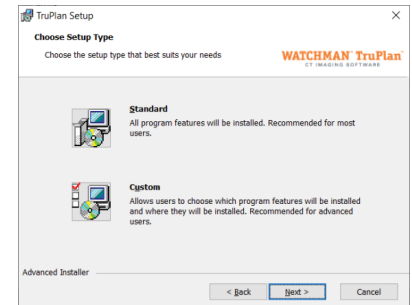 TruPlan Setup
Choose Setup Type
Choose the setup type that best suits your needs
WATCHMAN™ TruPlan™
CT IMAGING SOFTWARE
Standard
All program features will be installed. Recommended for most
users.
Custom
Allows users to choose which program features will be installed
and where they will be installed. Recommended for advanced
users.
Advanced Installer
< Back
Next >
Cancel